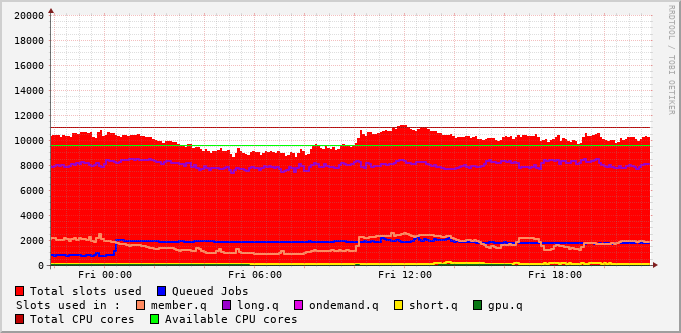 RRDTOOL / TOBI OETIKER
20000
18000
16000
14000
12000
10000
8000
6000
4000
2000
0
Fri 00:00 Fri 06:00 Fri 12:00 Fri 18:00
Total slots used Queued Jobs
Slots used in : member.q long.q ondemand.q short.q gpu.q
Total CPU cores Available CPU cores